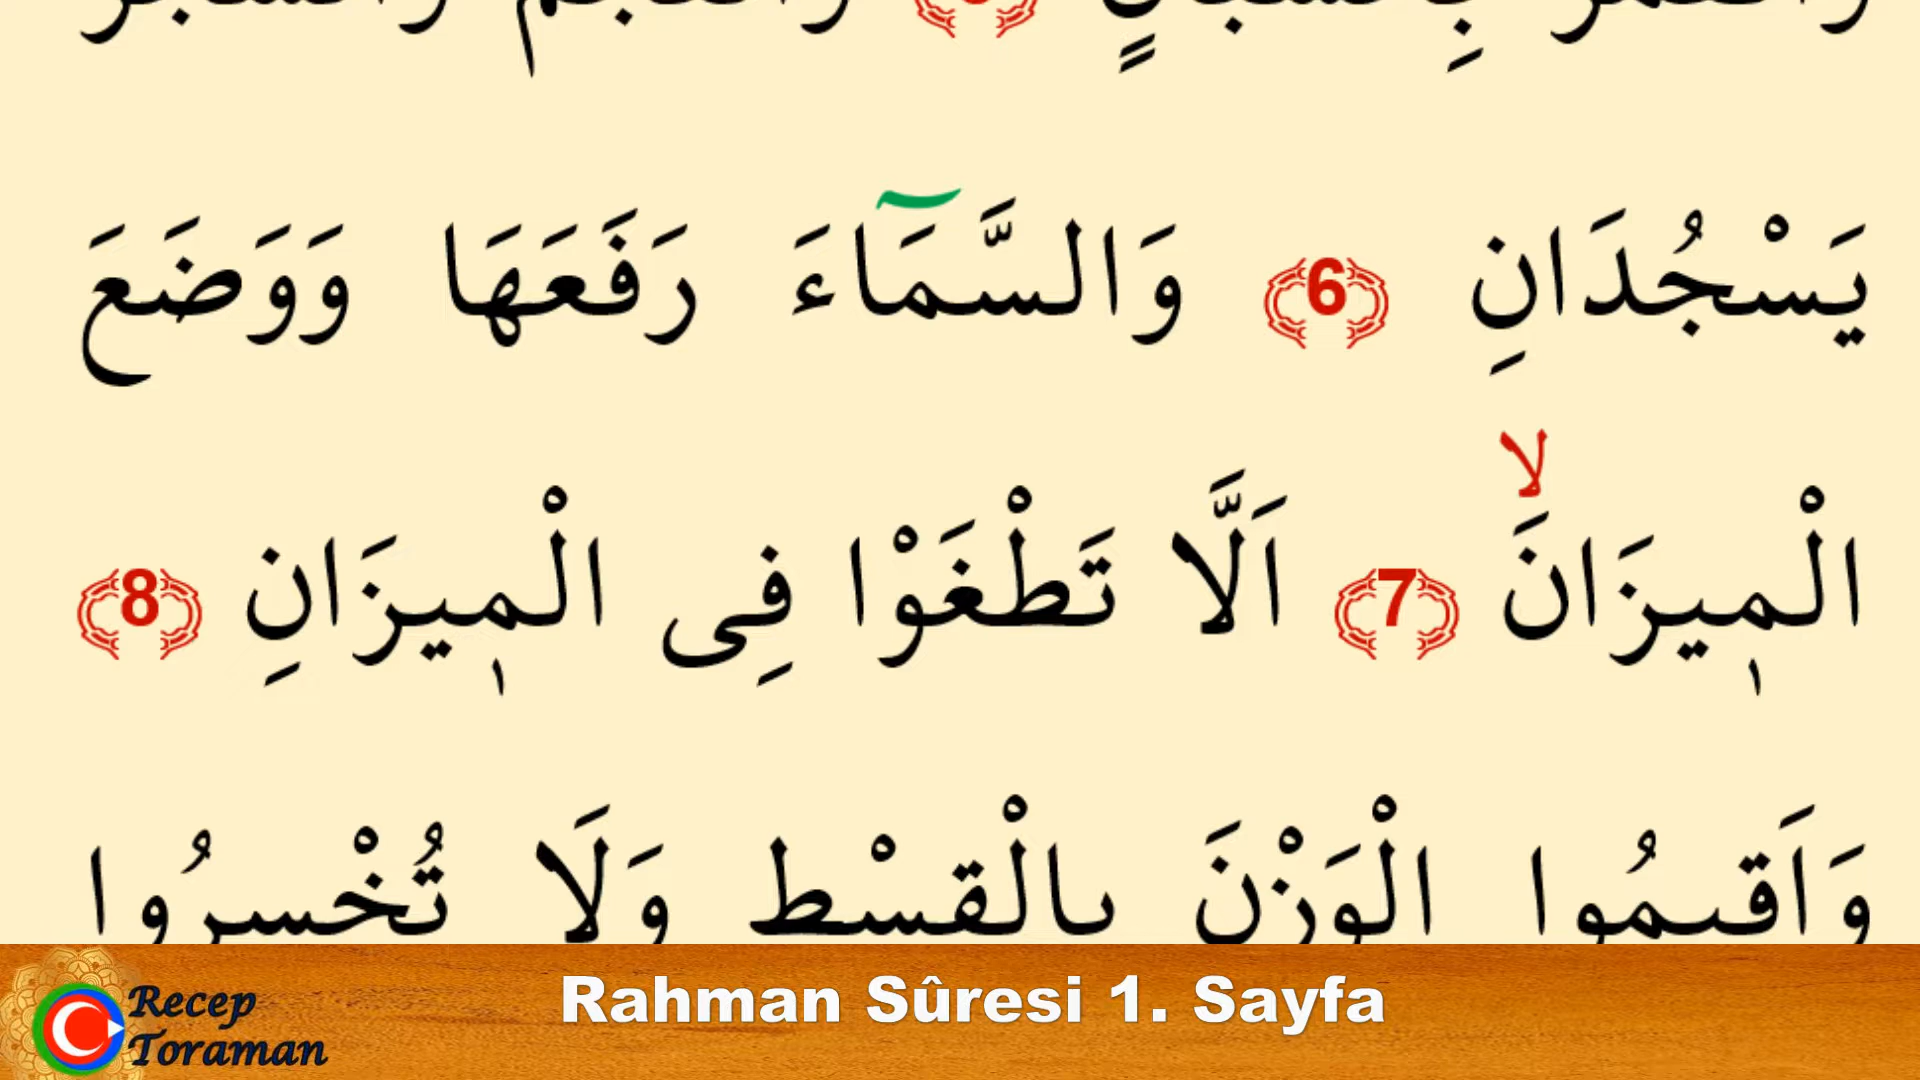 يَسْجُدَانِ ﴿6﴾ وَالسَّمَٓاءَ رَفَعَهَا وَوَضَعَ
الْمٖيزَانَۙ ﴿7﴾ اَلَّا تَطْغَوْا فِى الْمٖيزَانِ ﴿8﴾
وَاَقٖيمُوا الْوَزْنَ بِالْقِسْطِ وَلَا تُخْسِرُوا
Rahman Sûresi 1. Sayfa
Recep
Toraman